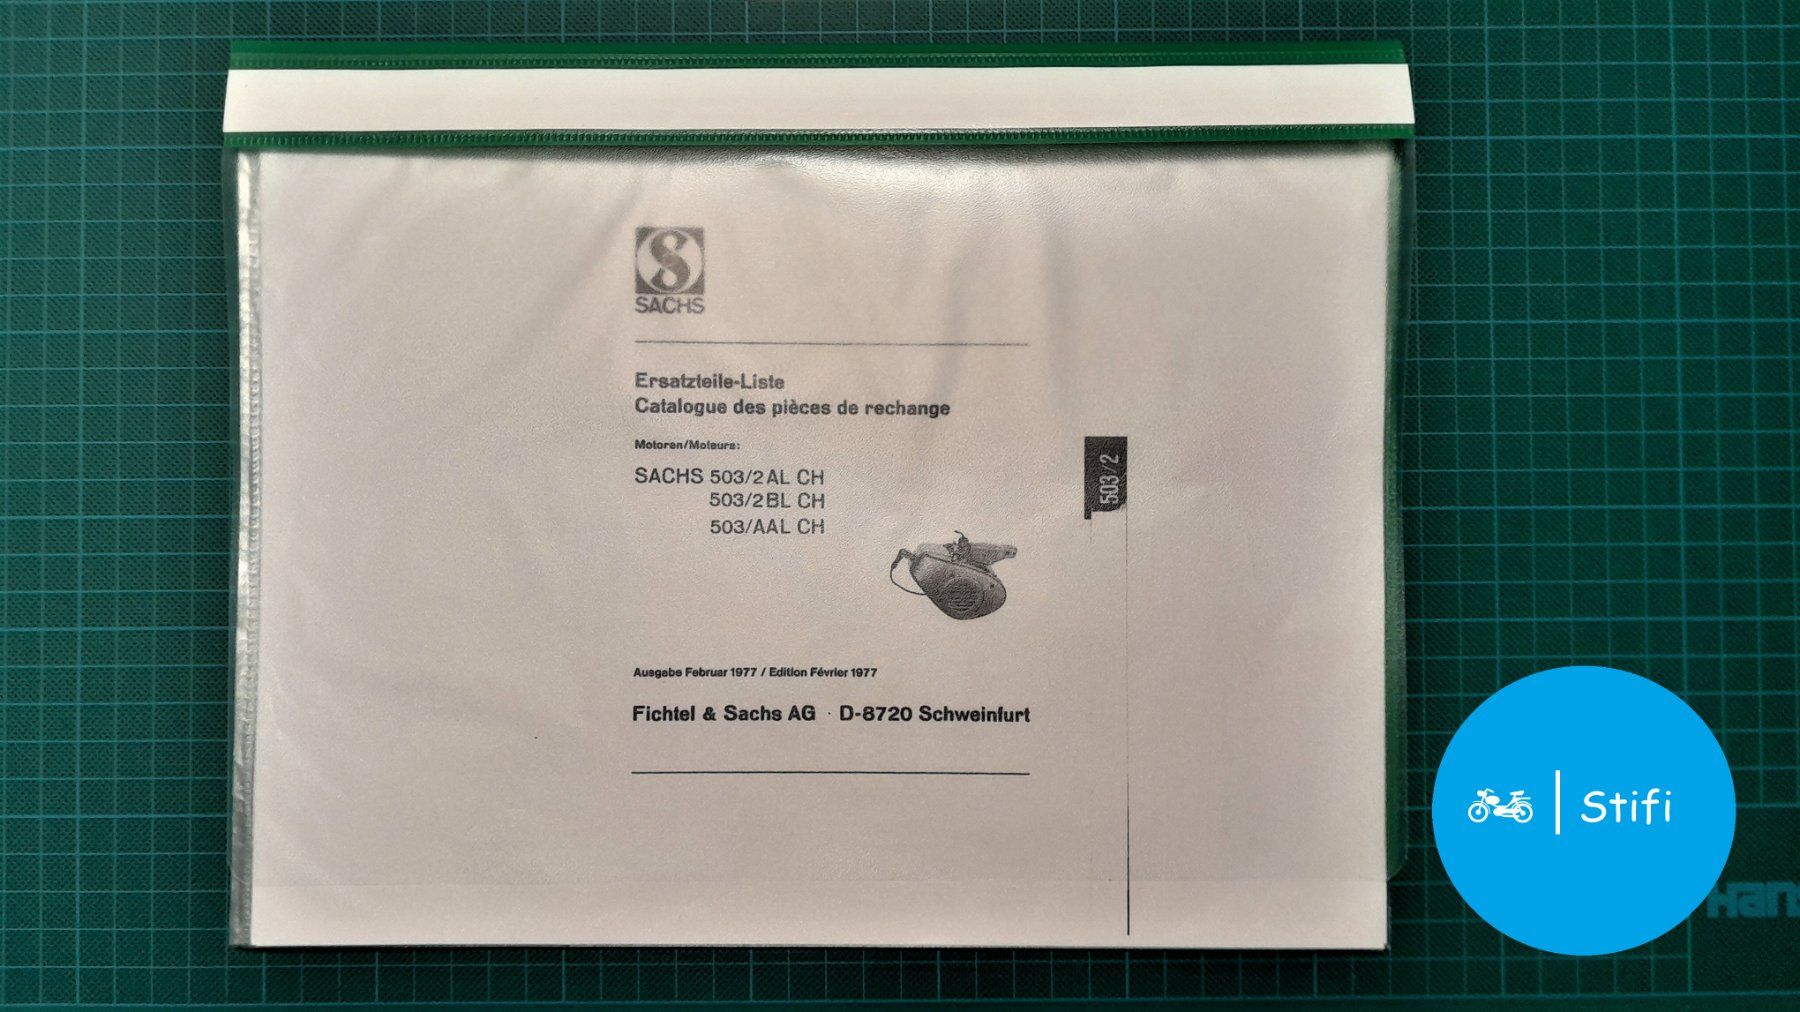 S
SACHS
Ersatzteile-Liste
Catalogue des pièces de rechange
Motoren/Moteurs:
SACHS 503/2AL CH
503/2BL CH
503/AAL CH
503/2
Ausgabe Februar 1977 / Edition Février 1977
Fichtel & Sachs AG · D-8720 Schweinfurt
Stifi
Hans